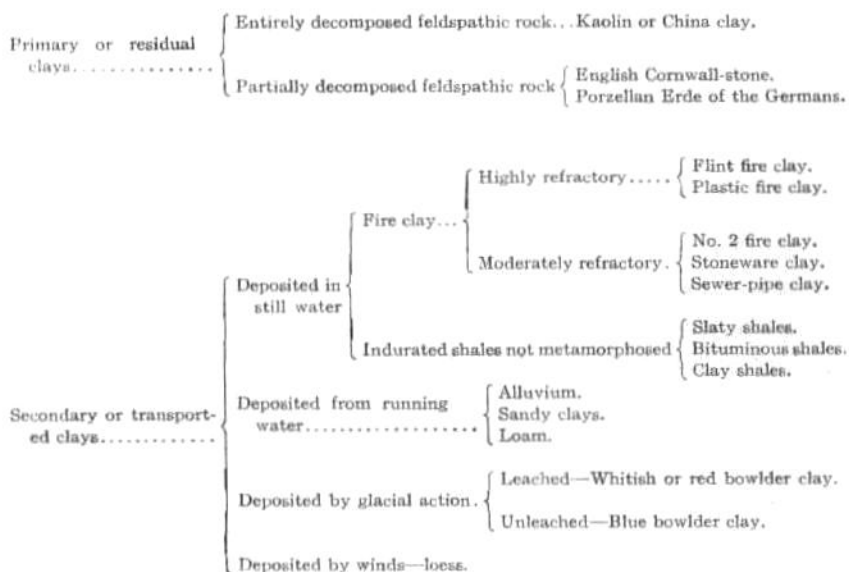 Entirely decomposed feldspathic rock...Kaolin or China clay.
Primary or residual
clays...............
Partially decomposed feldspathic rock
English Cornwall-stone.
Porzellan Erde of the Germans.
Highly refractory.....
Flint fire clay.
Plastic fire clay.
Fire clay...
Moderately refractory.
No. 2 fire clay.
Stoneware clay.
Sewer-pipe clay.
Deposited in
still water
Indurated shales not metamorphosed
Slaty shales.
Bituminous shales.
Clay shales.
Secondary or transport-
ed clays............
Deposited from running
water...................
Alluvium.
Sandy clays.
Loam.
Deposited by glacial action.
Leached—Whitish or red bowlder clay.
Unleached—Blue bowlder clay.
Deposited by winds—loess.